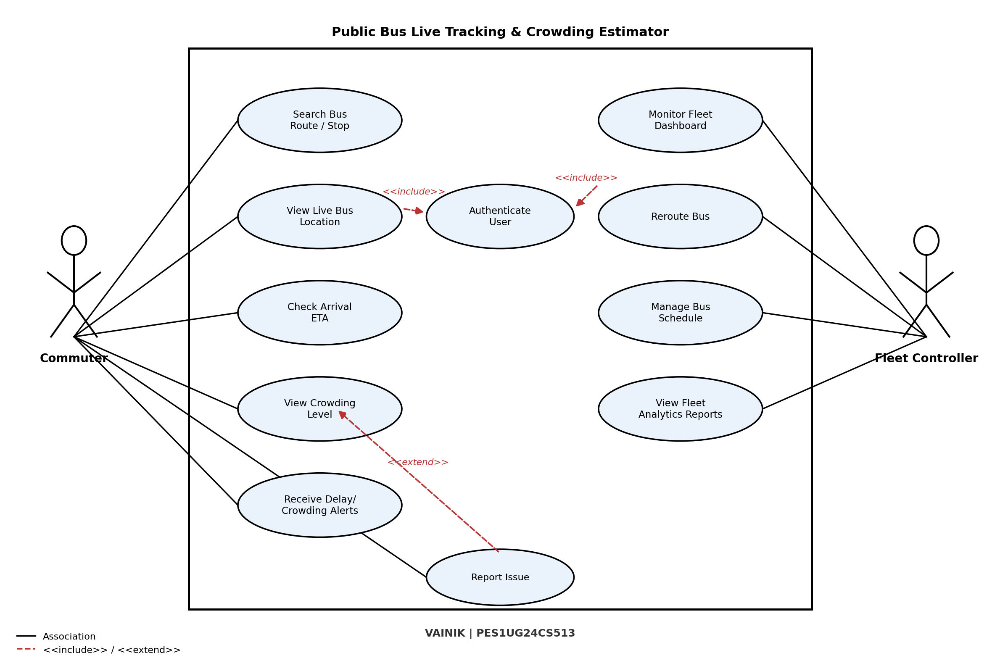 Public Bus Live Tracking & Crowding Estimator
Search Bus
Route / Stop
Monitor Fleet
Dashboard
<<include>>
<<include>>
View Live Bus
Location
Authenticate
User
Reroute Bus
Check Arrival
ETA
Manage Bus
Schedule
Commuter
Fleet Controller
View Crowding
Level
View Fleet
Analytics Reports
<<extend>>
Receive Delay/
Crowding Alerts
Report Issue
VAINIK | PES1UG24CS513
Association
<<include>> / <<extend>>